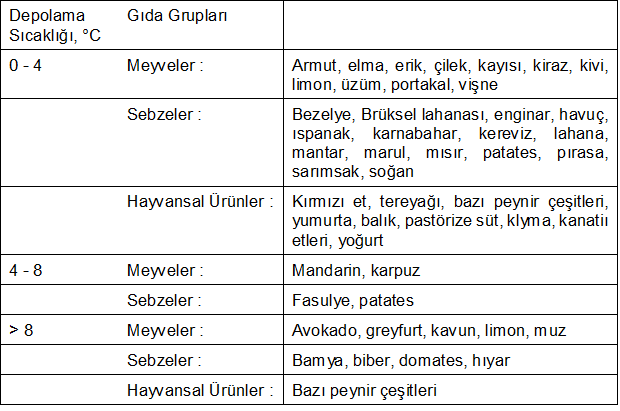 Depolama Gıda Grupları
Sıcaklığı, °C
0 - 4 Meyveler : Armut, elma, erik, çilek, kayısı, kiraz, kivi,
limon, üzüm, portakal, vişne
Sebzeler : Bezelye, Brüksel lahanası, enginar, havuç,
ıspanak, karnabahar, kereviz, lahana,
mantar, marul, mısır, patates, pırasa,
sarımsak, soğan
Hayvansal Ürünler : Kırmızı et, tereyağı, bazı peynir çeşitleri,
yumurta, balık, pastörize süt, klyma, kanatlı
etleri, yoğurt
4 - 8 Meyveler : Mandarin, karpuz
Sebzeler : Fasulye, patates
> 8 Meyveler : Avokado, greyfurt, kavun, limon, muz
Sebzeler : Bamya, biber, domates, hıyar
Hayvansal Ürünler : Bazı peynir çeşitleri